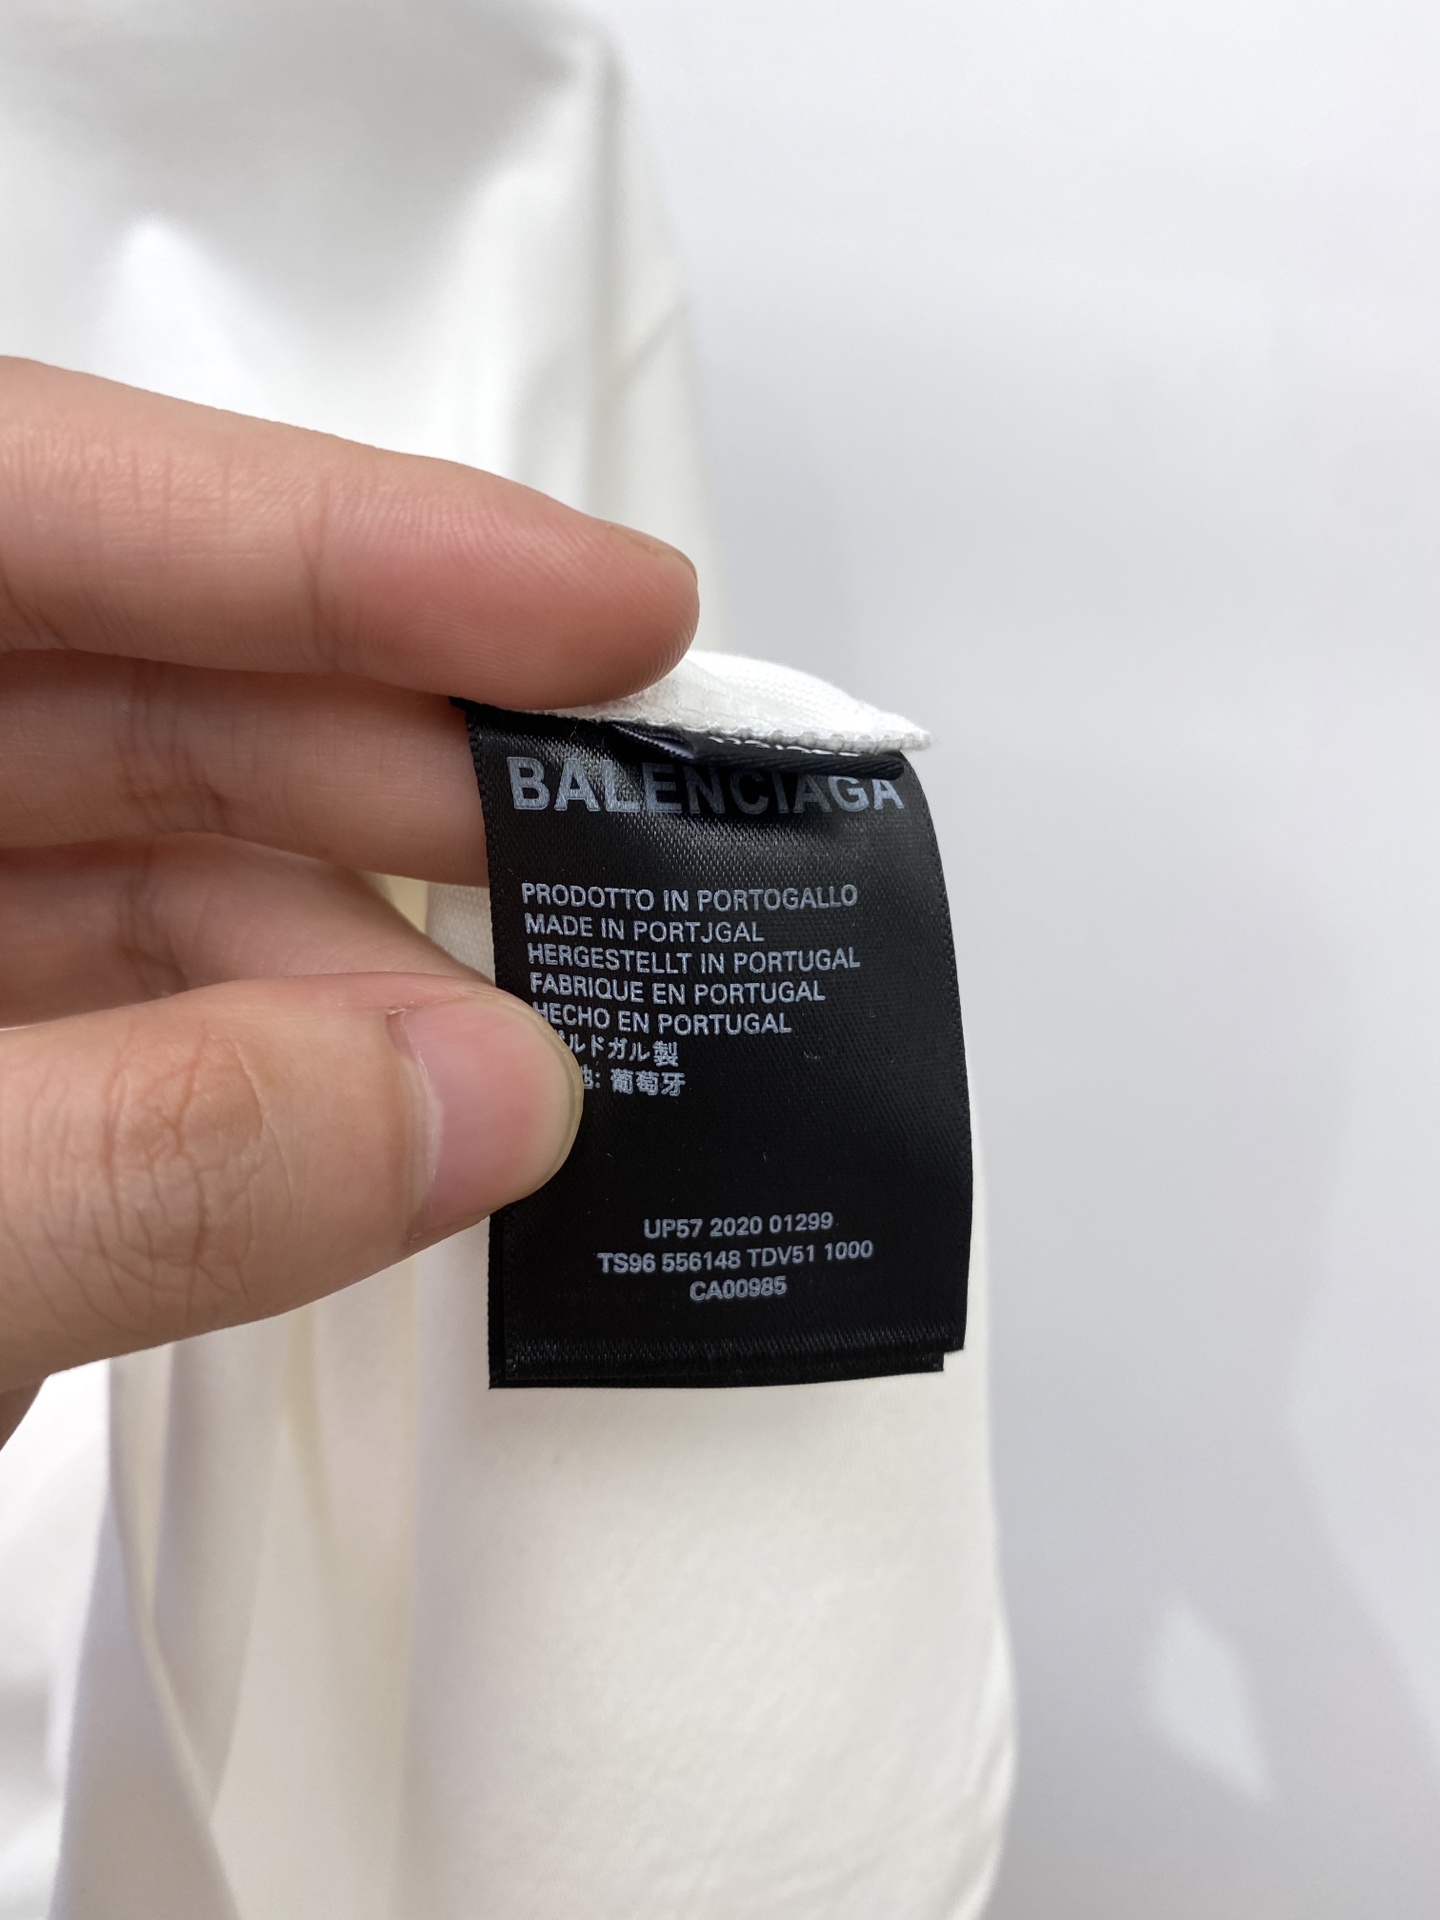 BALENCIAGA
PRODOTTO IN PORTOGALLO
MADE IN PORTJGAL
HERGESTELLT IN PORTUGAL
FABRIQUE EN PORTUGAL
HECHO EN PORTUGAL
ルドガル製
葡萄牙
UP57 2020 01299
TS96 556148 TDV51 1000
CA00985